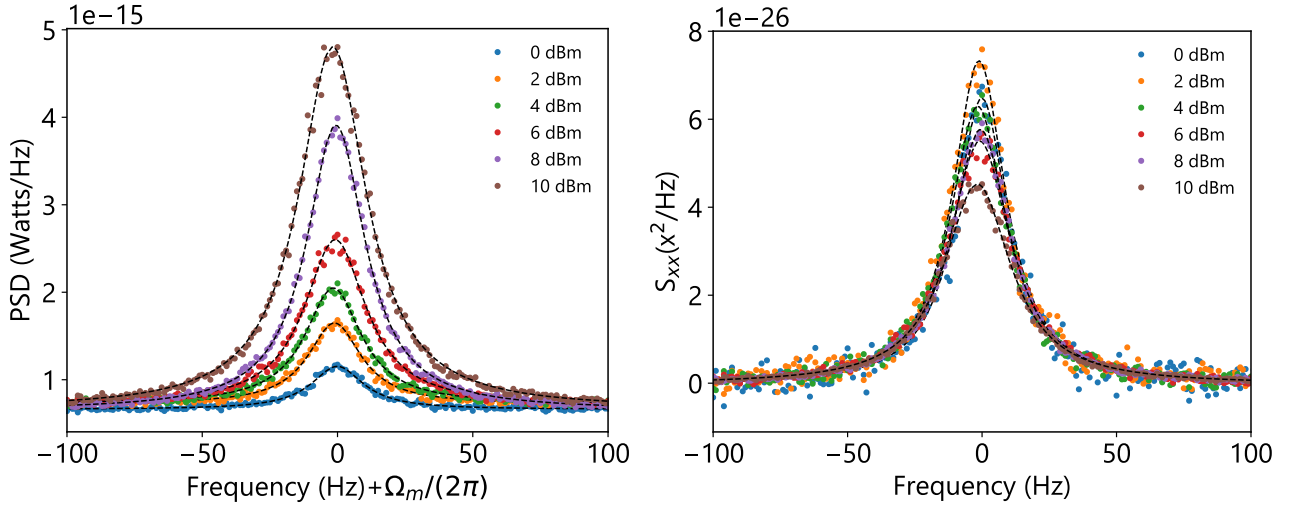 1e−15
5
4
3
2
1
PSD (Watts/Hz)
0 dBm
2 dBm
4 dBm
6 dBm
8 dBm
10 dBm
−100
−50
0
50
100
Frequency (Hz)+Ωₘ/(2π)
1e−26
8
6
4
2
0
Sₓₓ(x²/Hz)
0 dBm
2 dBm
4 dBm
6 dBm
8 dBm
10 dBm
−100
−50
0
50
100
Frequency (Hz)